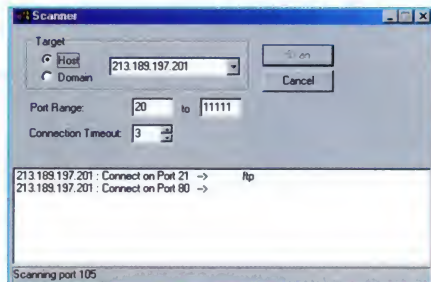 Scanner
Target
Host
Domain
213.189.197.201
Cancel
Port Range:
20
to
11111
Connection Timeout:
3
213.189.197.201 : Connect on Port 21 -> ftp
213.189.197.201 : Connect on Port 80 ->
Scanning port 105